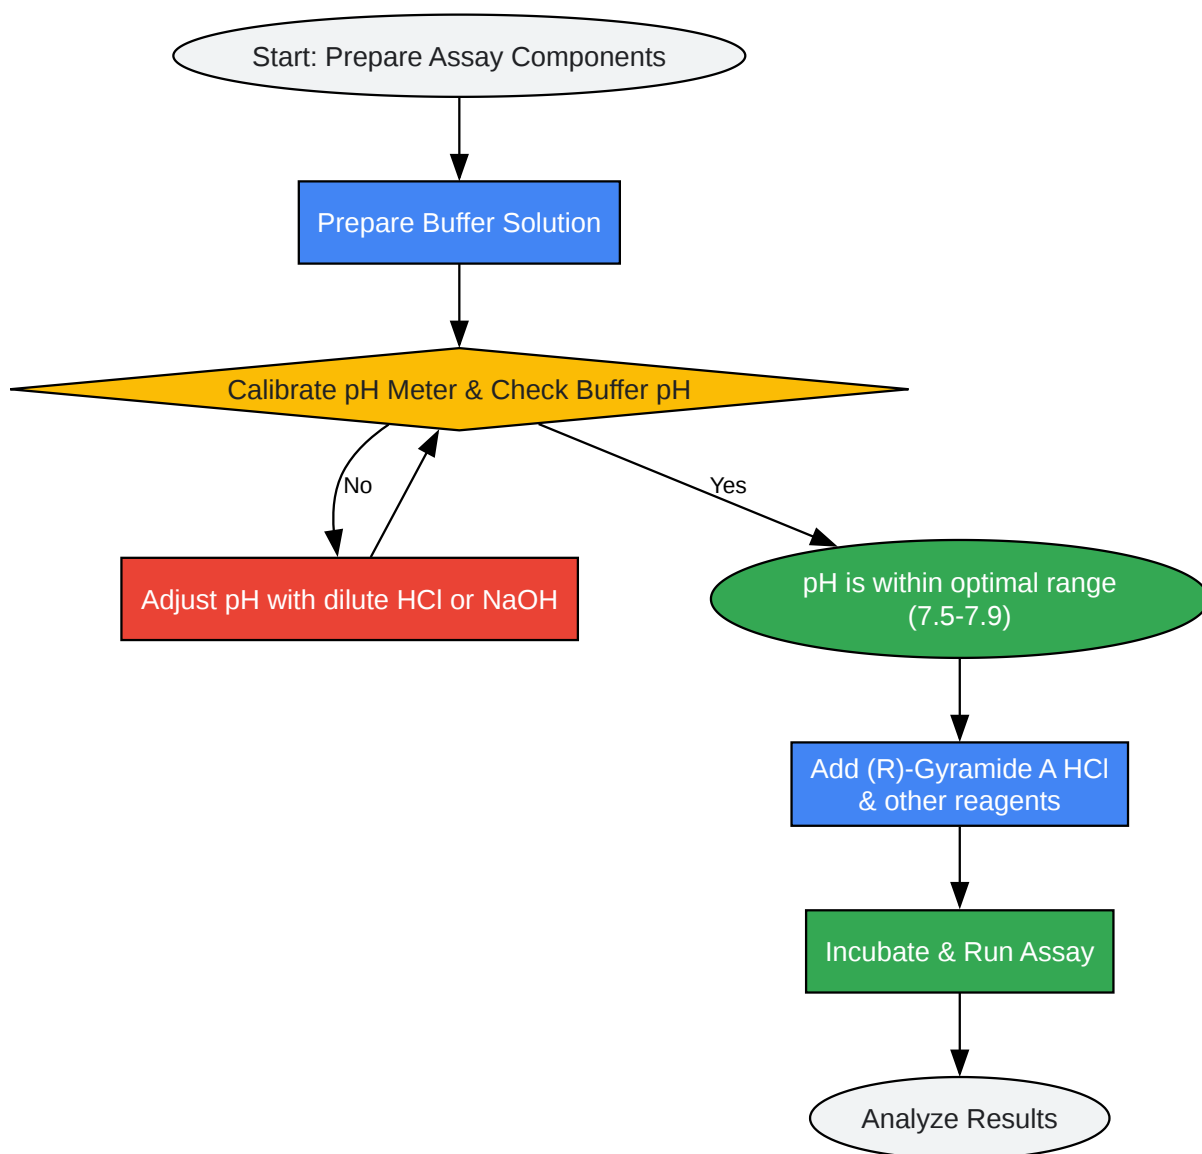 Start: Prepare Assay Components
Prepare Buffer Solution
Calibrate pH Meter & Check Buffer pH
No
Yes
Adjust pH with dilute HCl or NaOH
pH is within optimal range
(7.5-7.9)
Add (R)-Gyramide A HCl
& other reagents
Incubate & Run Assay
Analyze Results